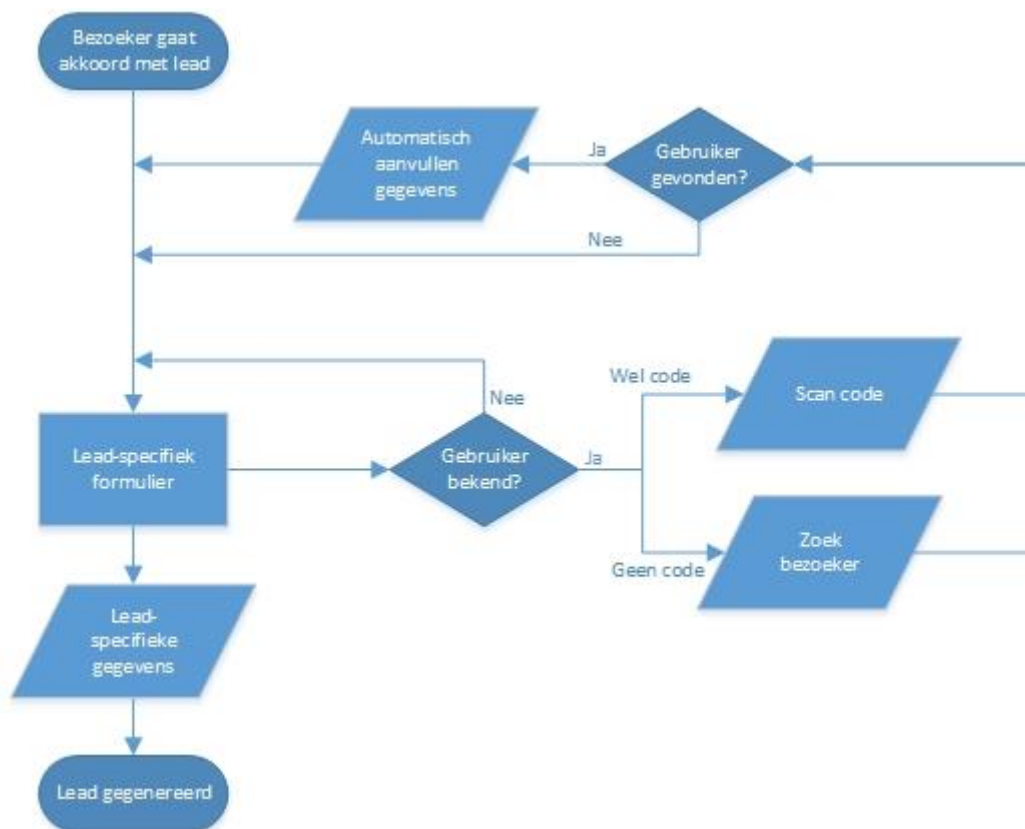 Bezoeker gaat
akkoord met lead
Automatisch
aanvullen
gegevens
Ja
Gebruiker
gevonden?
Nee
Nee
Wel code
Scan code
Lead-specifiek
formulier
Gebruiker
bekend?
Ja
Geen code
Zoek
bezoeker
Lead-
specifieke
gegevens
Lead gegenereerd